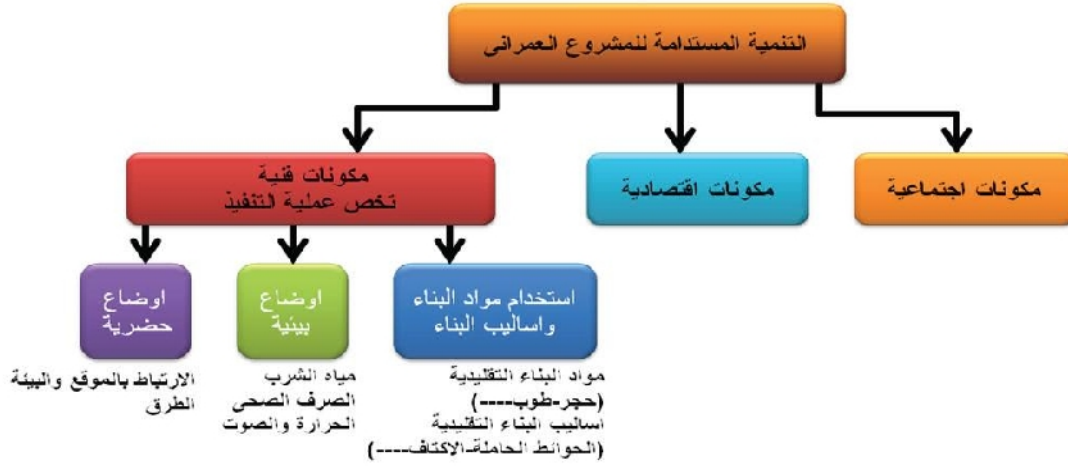 التنمية المستدامة للمشروع العمرانى
مكونات اجتماعية
مكونات اقتصادية
مكونات فنية
تخص عملية التنفيذ
استخدام مواد البناء
واساليب البناء
اوضاع
بيئية
اوضاع
حضرية
مواد البناء التقليدية
(حجر-طوب----)
اساليب البناء التقليدية
(الحوائط الحاملة-الاكتاف----)
مياه الشرب
الصرف الصحى
الحرارة والصوت
الارتباط بالموقع والبيئة
الطرق